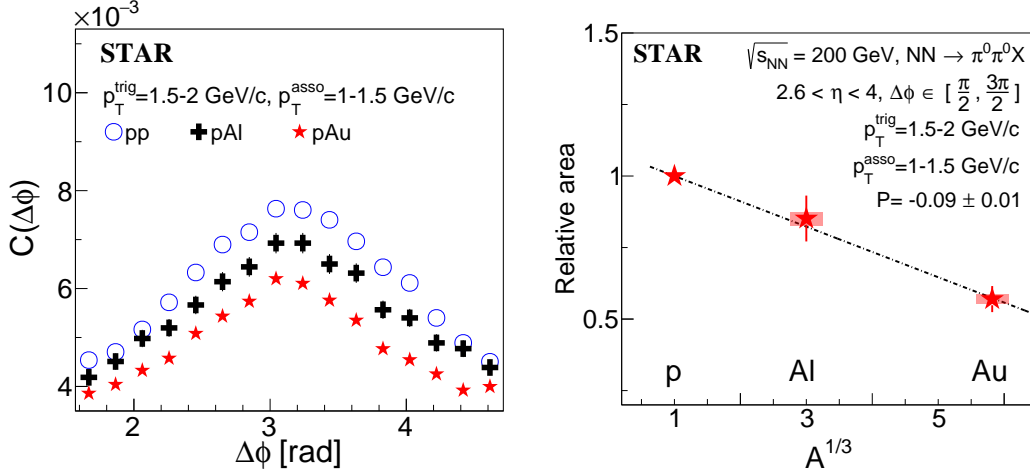 ×10⁻³
STAR
p_T^trig=1.5-2 GeV/c, p_T^asso=1-1.5 GeV/c
pp pAl pAu
C(Δϕ)
10
8
6
4
2 3 4
Δϕ [rad]
STAR
√s_NN = 200 GeV, NN → π⁰π⁰X
2.6 < η < 4, Δϕ ∈ [π/2, 3π/2]
p_T^trig=1.5-2 GeV/c
p_T^asso=1-1.5 GeV/c
P= -0.09 ± 0.01
Relative area
1.5
1
0.5
p Al Au
1 3 5
A^1/3